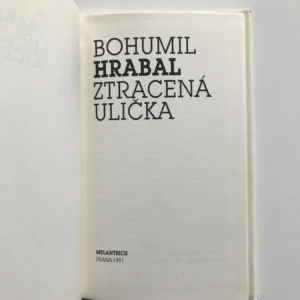 BOHUMIL
HRABAL
ZTRACENÁ
ULIČKA
MELANTRICH
PRAHA 1991